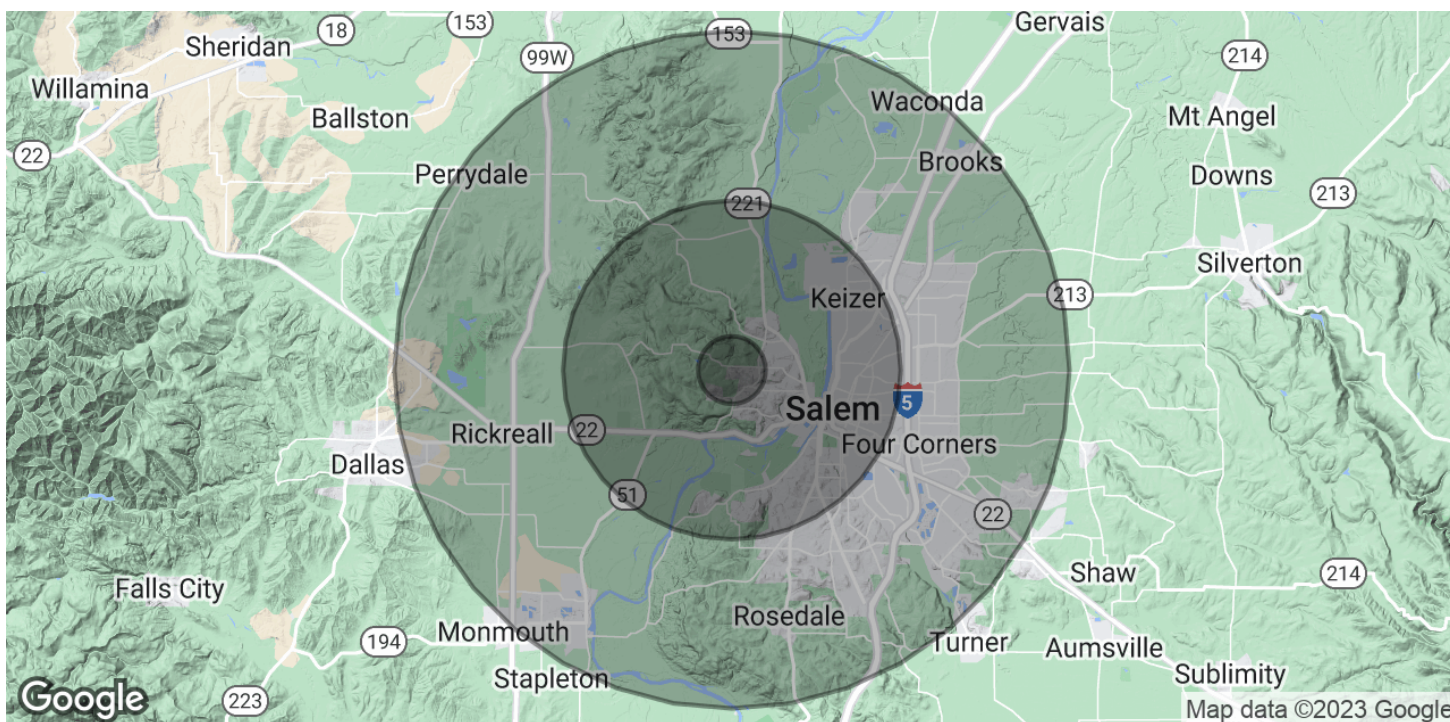 Gervais
153
18
153
Sheridan
99W
214
Willamina
Waconda
Ballston
Mt Angel
22
Brooks
Perrydale
Downs
213
221
Silverton
Keizer
213
Salem
5
Rickreall
22
Four Corners
Dallas
51
22
Shaw
214
Falls City
Rosedale
Monmouth
194
Turner
Aumsville
Stapleton
Sublimity
Google
223
Map data ©2023 Google